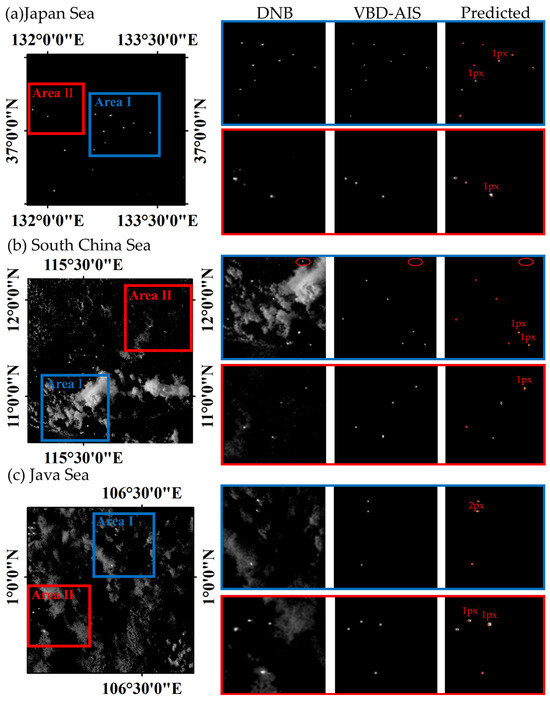 (a)Japan Sea
DNB VBD-AIS Predicted
132°0'0"E 133°30'0"E
Area II
Area I
37°0'0"N
37°0'0"N
132°0'0"E 133°30'0"E
1px
1px
1px
(b) South China Sea
115°30'0"E
12°0'0"N
12°0'0"N
Area II
Area I
11°0'0"N
11°0'0"N
115°30'0"E
1px
1px
1px
(c) Java Sea
106°30'0"E
Area I
1°0'0"N
1°0'0"N
Area II
106°30'0"E
2px
1px
1px